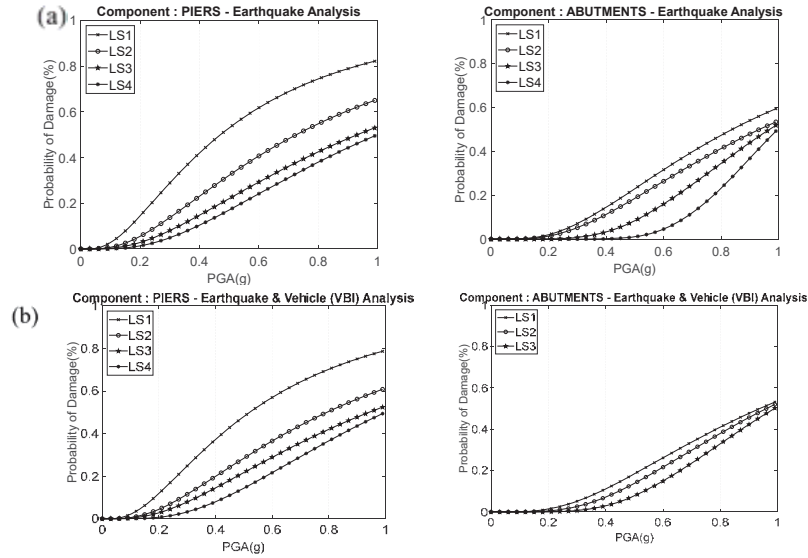 (a)
Component : PIERS - Earthquake Analysis
1
0.8
0.6
0.4
0.2
0
Probability of Damage(%)
LS1
LS2
LS3
LS4
0 0.2 0.4 0.6 0.8 1
PGA(g)
Component : ABUTMENTS - Earthquake Analysis
1
0.8
0.6
0.4
0.2
0
Probability of Damage(%)
LS1
LS2
LS3
LS4
0 0.2 0.4 0.6 0.8 1
PGA(g)
(b)
Component : PIERS - Earthquake & Vehicle (VBI) Analysis
1
0.8
0.6
0.4
0.2
0
Probability of Damage(%)
LS1
LS2
LS3
LS4
0 0.2 0.4 0.6 0.8 1
PGA(g)
Component : ABUTMENTS - Earthquake & Vehicle (VBI) Analysis
1
0.8
0.6
0.4
0.2
0
Probability of Damage(%)
LS1
LS2
LS3
0 0.2 0.4 0.6 0.8 1
PGA(g)